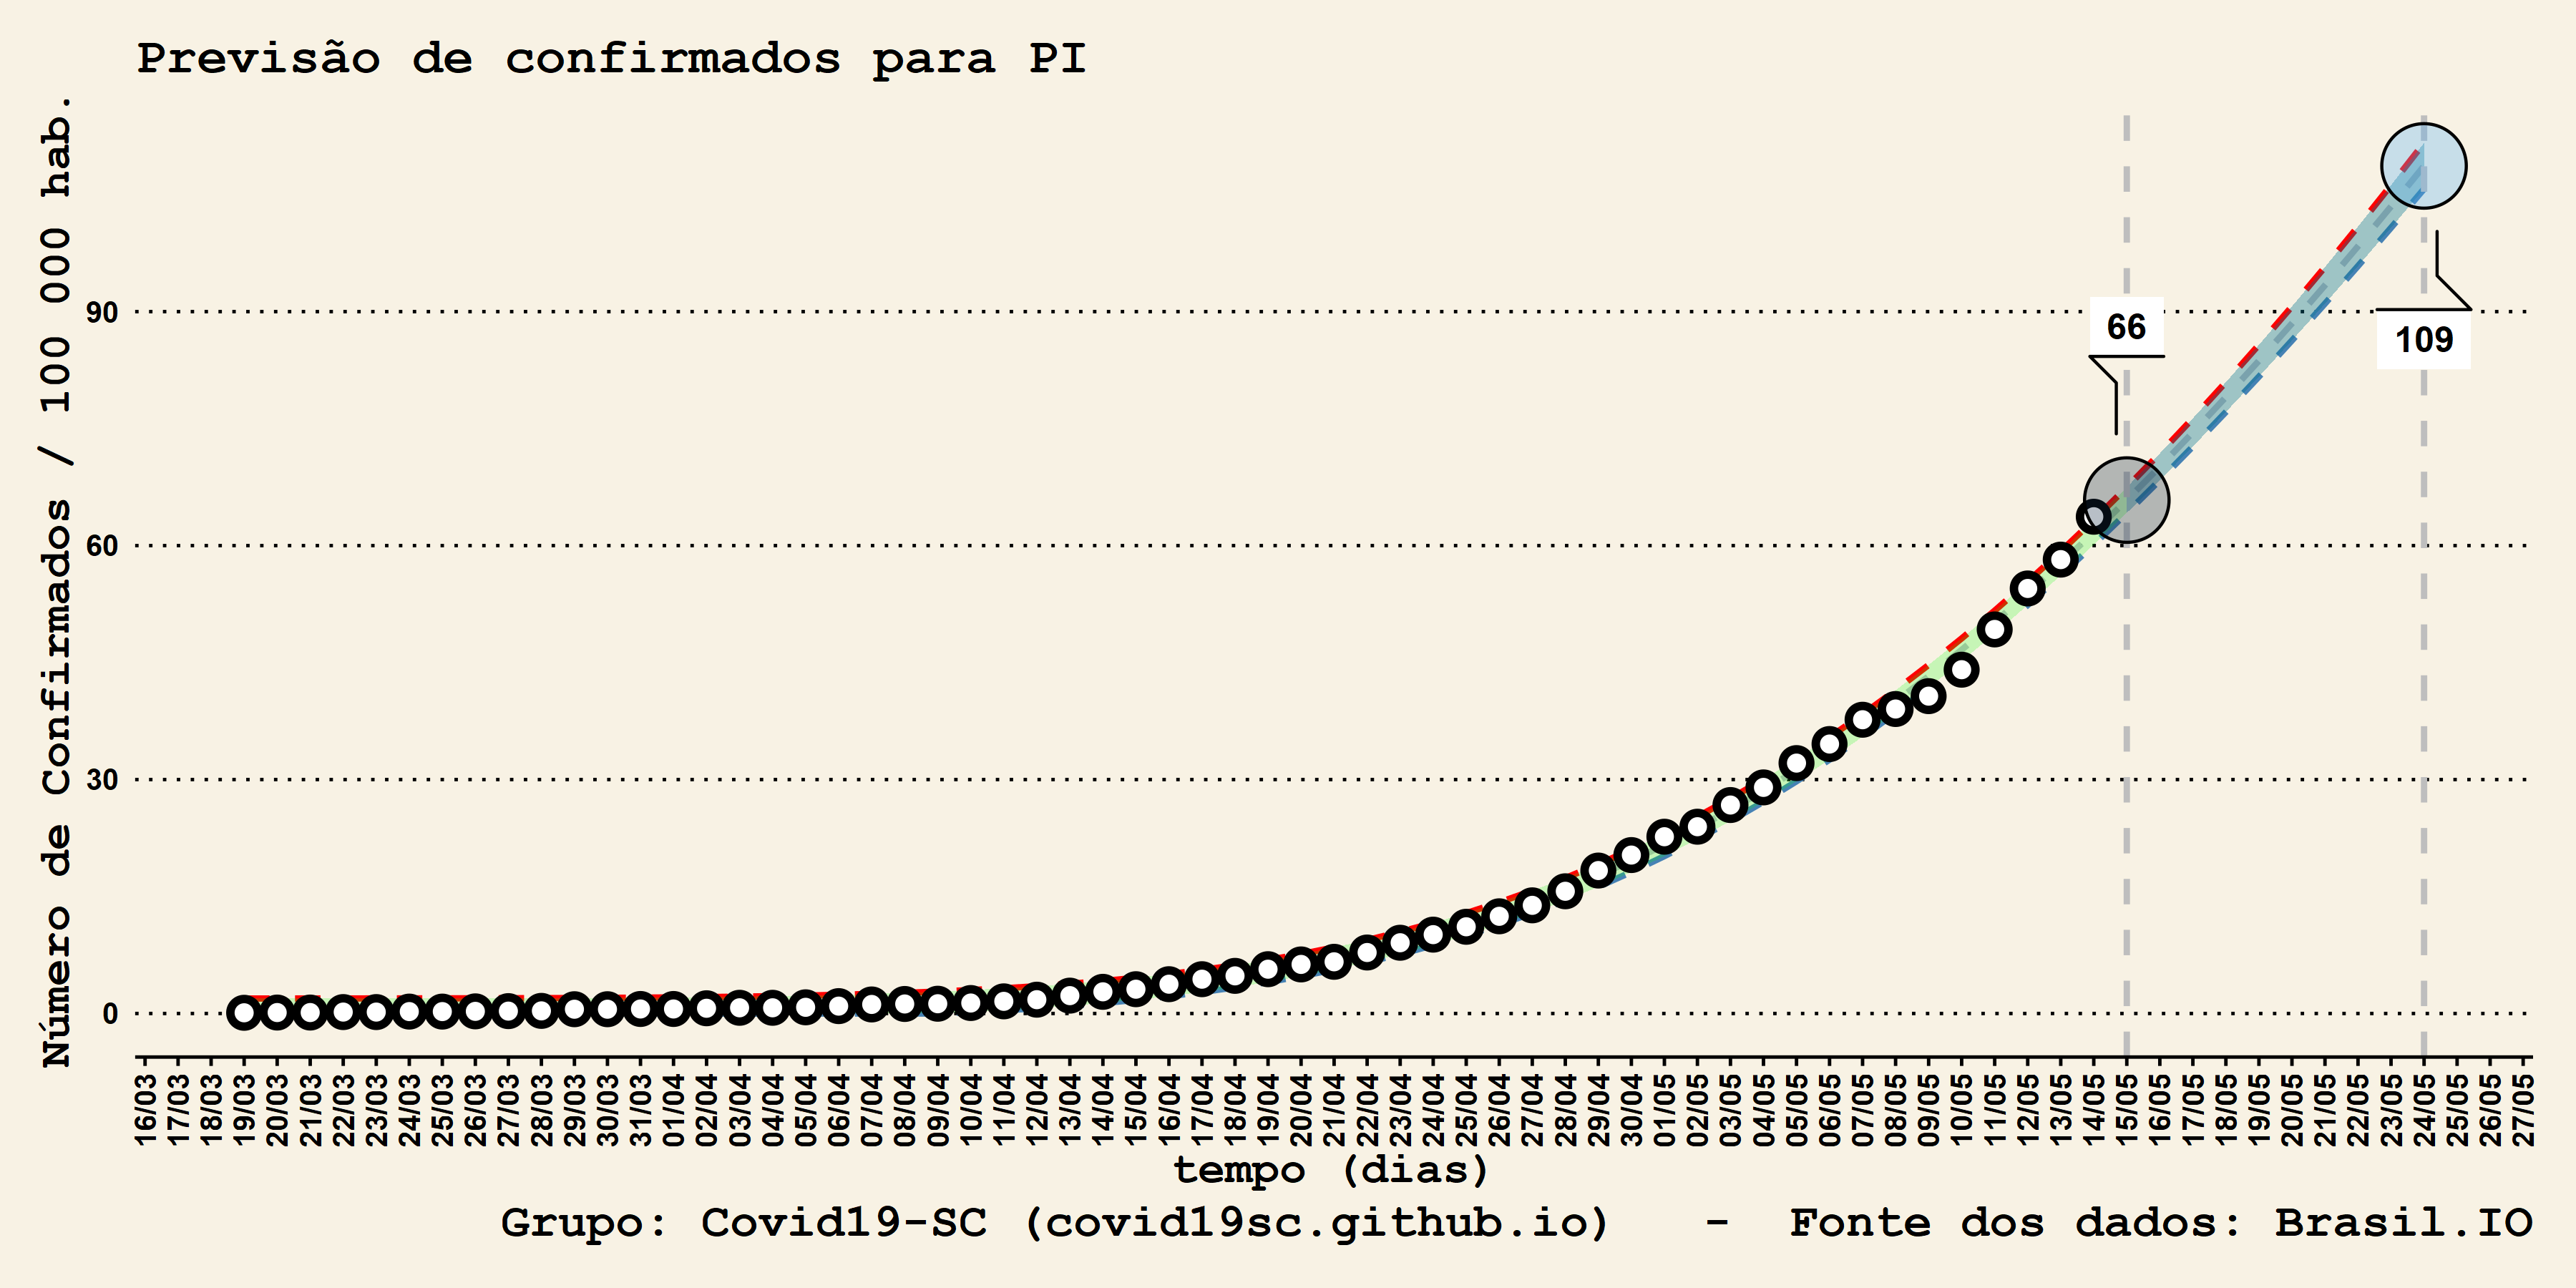 Previsão de confirmados para PI
Número de Confirmados / 100 000 hab.
90
60
30
0
66
109
16/03 17/03 18/03 19/03 20/03 21/03 22/03 23/03 24/03 25/03 26/03 27/03 28/03 29/03 30/03 31/03 01/04 02/04 03/04 04/04 05/04 06/04 07/04 08/04 09/04 10/04 11/04 12/04 13/04 14/04 15/04 16/04 17/04 18/04 19/04 20/04 21/04 22/04 23/04 24/04 25/04 26/04 27/04 28/04 29/04 30/04 01/05 02/05 03/05 04/05 05/05 06/05 07/05 08/05 09/05 10/05 11/05 12/05 13/05 14/05 15/05 16/05 17/05 18/05 19/05 20/05 21/05 22/05 23/05 24/05 25/05 26/05 27/05
tempo (dias)
Grupo: Covid19-SC (covid19sc.github.io) - Fonte dos dados: Brasil.IO